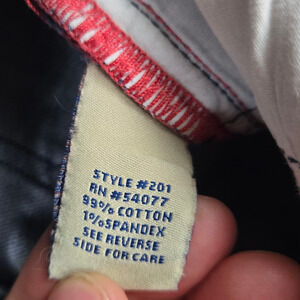 STYLE #201
RN #54077
99% COTTON
1% SPANDEX
SEE REVERSE
SIDE FOR CARE